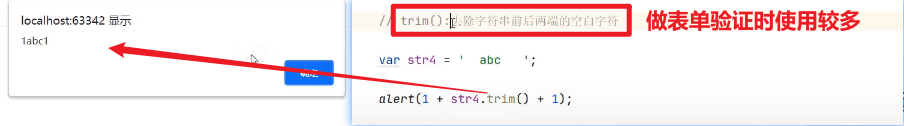 localhost:63342 显示
1abc1
确定
// trim():去除字符串前后两端的空白字符
做表单验证时使用较多
var str4 = '  abc   ';
alert(1 + str4.trim() + 1);